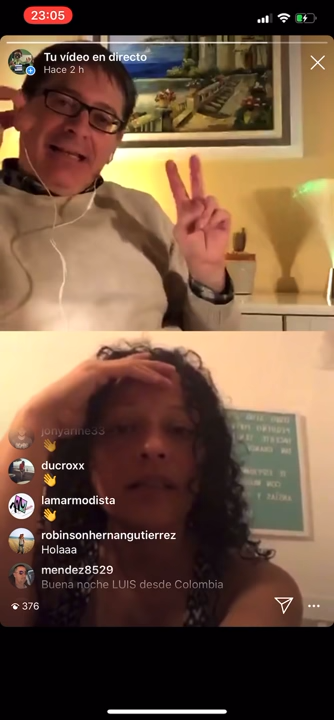 23:05
Tu vídeo en directo
Hace 2 h
jonyarine33
ducroxx
👋
lamarmodista
👋
robinsonhernangutierrez
Holaaa
mendez8529
Buena noche LUIS desde Colombia
376